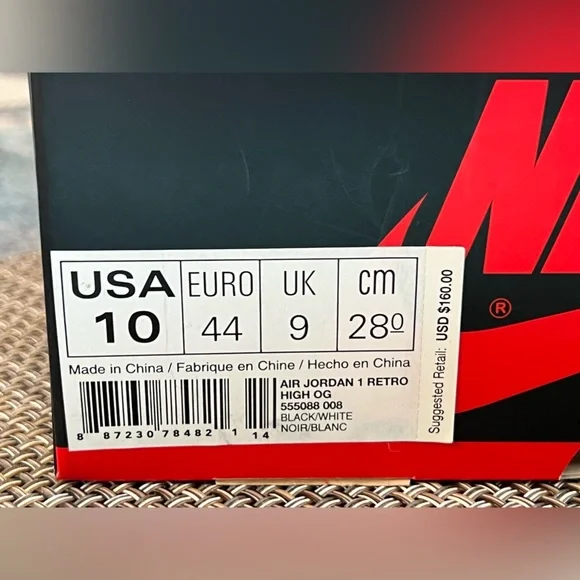 USA EURO UK cm
10 44 9 28⁰
Made in China / Fabrique en Chine / Hecho en China
AIR JORDAN 1 RETRO
HIGH OG
555088 008
BLACK/WHITE
NOIR/BLANC
8 87230 78482 1 14
Suggested Retail: USD $160.00
®